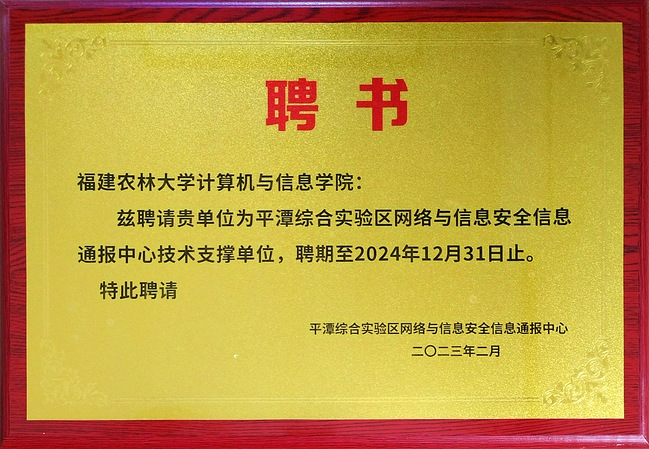 聘书
福建农林大学计算机与信息学院：
兹聘请贵单位为平潭综合实验区网络与信息安全信息
通报中心技术支撑单位，聘期至2024年12月31日止。
特此聘请
平潭综合实验区网络与信息安全信息通报中心
二〇二三年二月